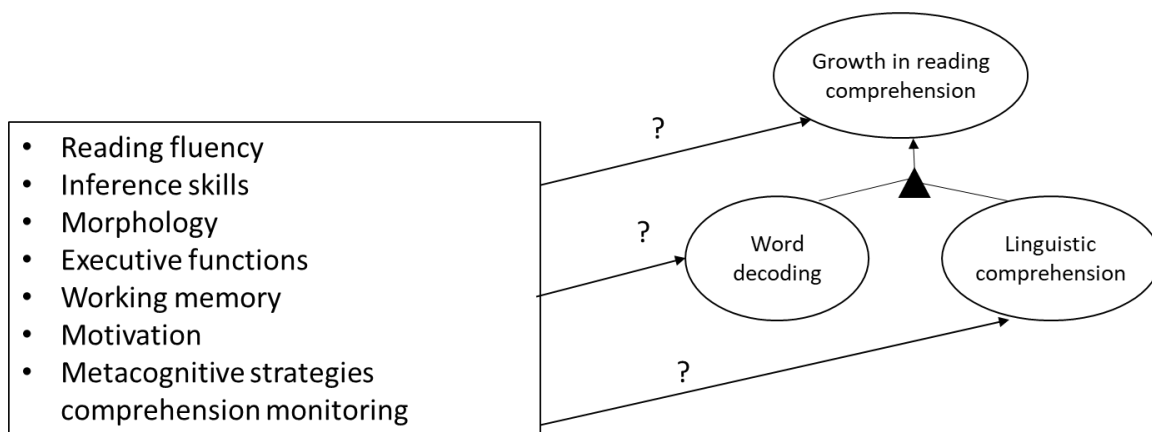 Growth in reading
comprehension
?
• Reading fluency
• Inference skills
• Morphology
• Executive functions
• Working memory
• Motivation
• Metacognitive strategies
comprehension monitoring
?
Word
decoding
Linguistic
comprehension
?